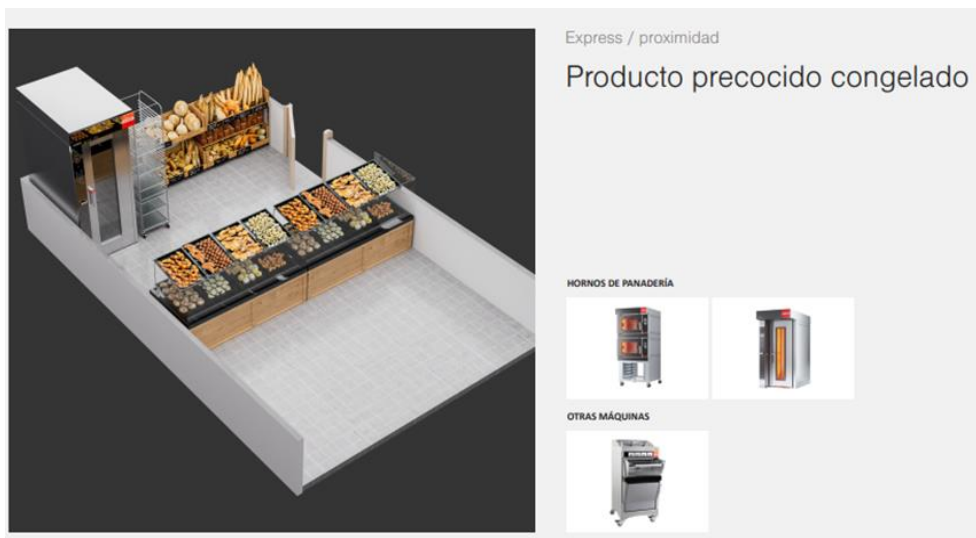 Express / proximidad
Producto precocido congelado
HORNOS DE PANADERÍA
OTRAS MÁQUINAS